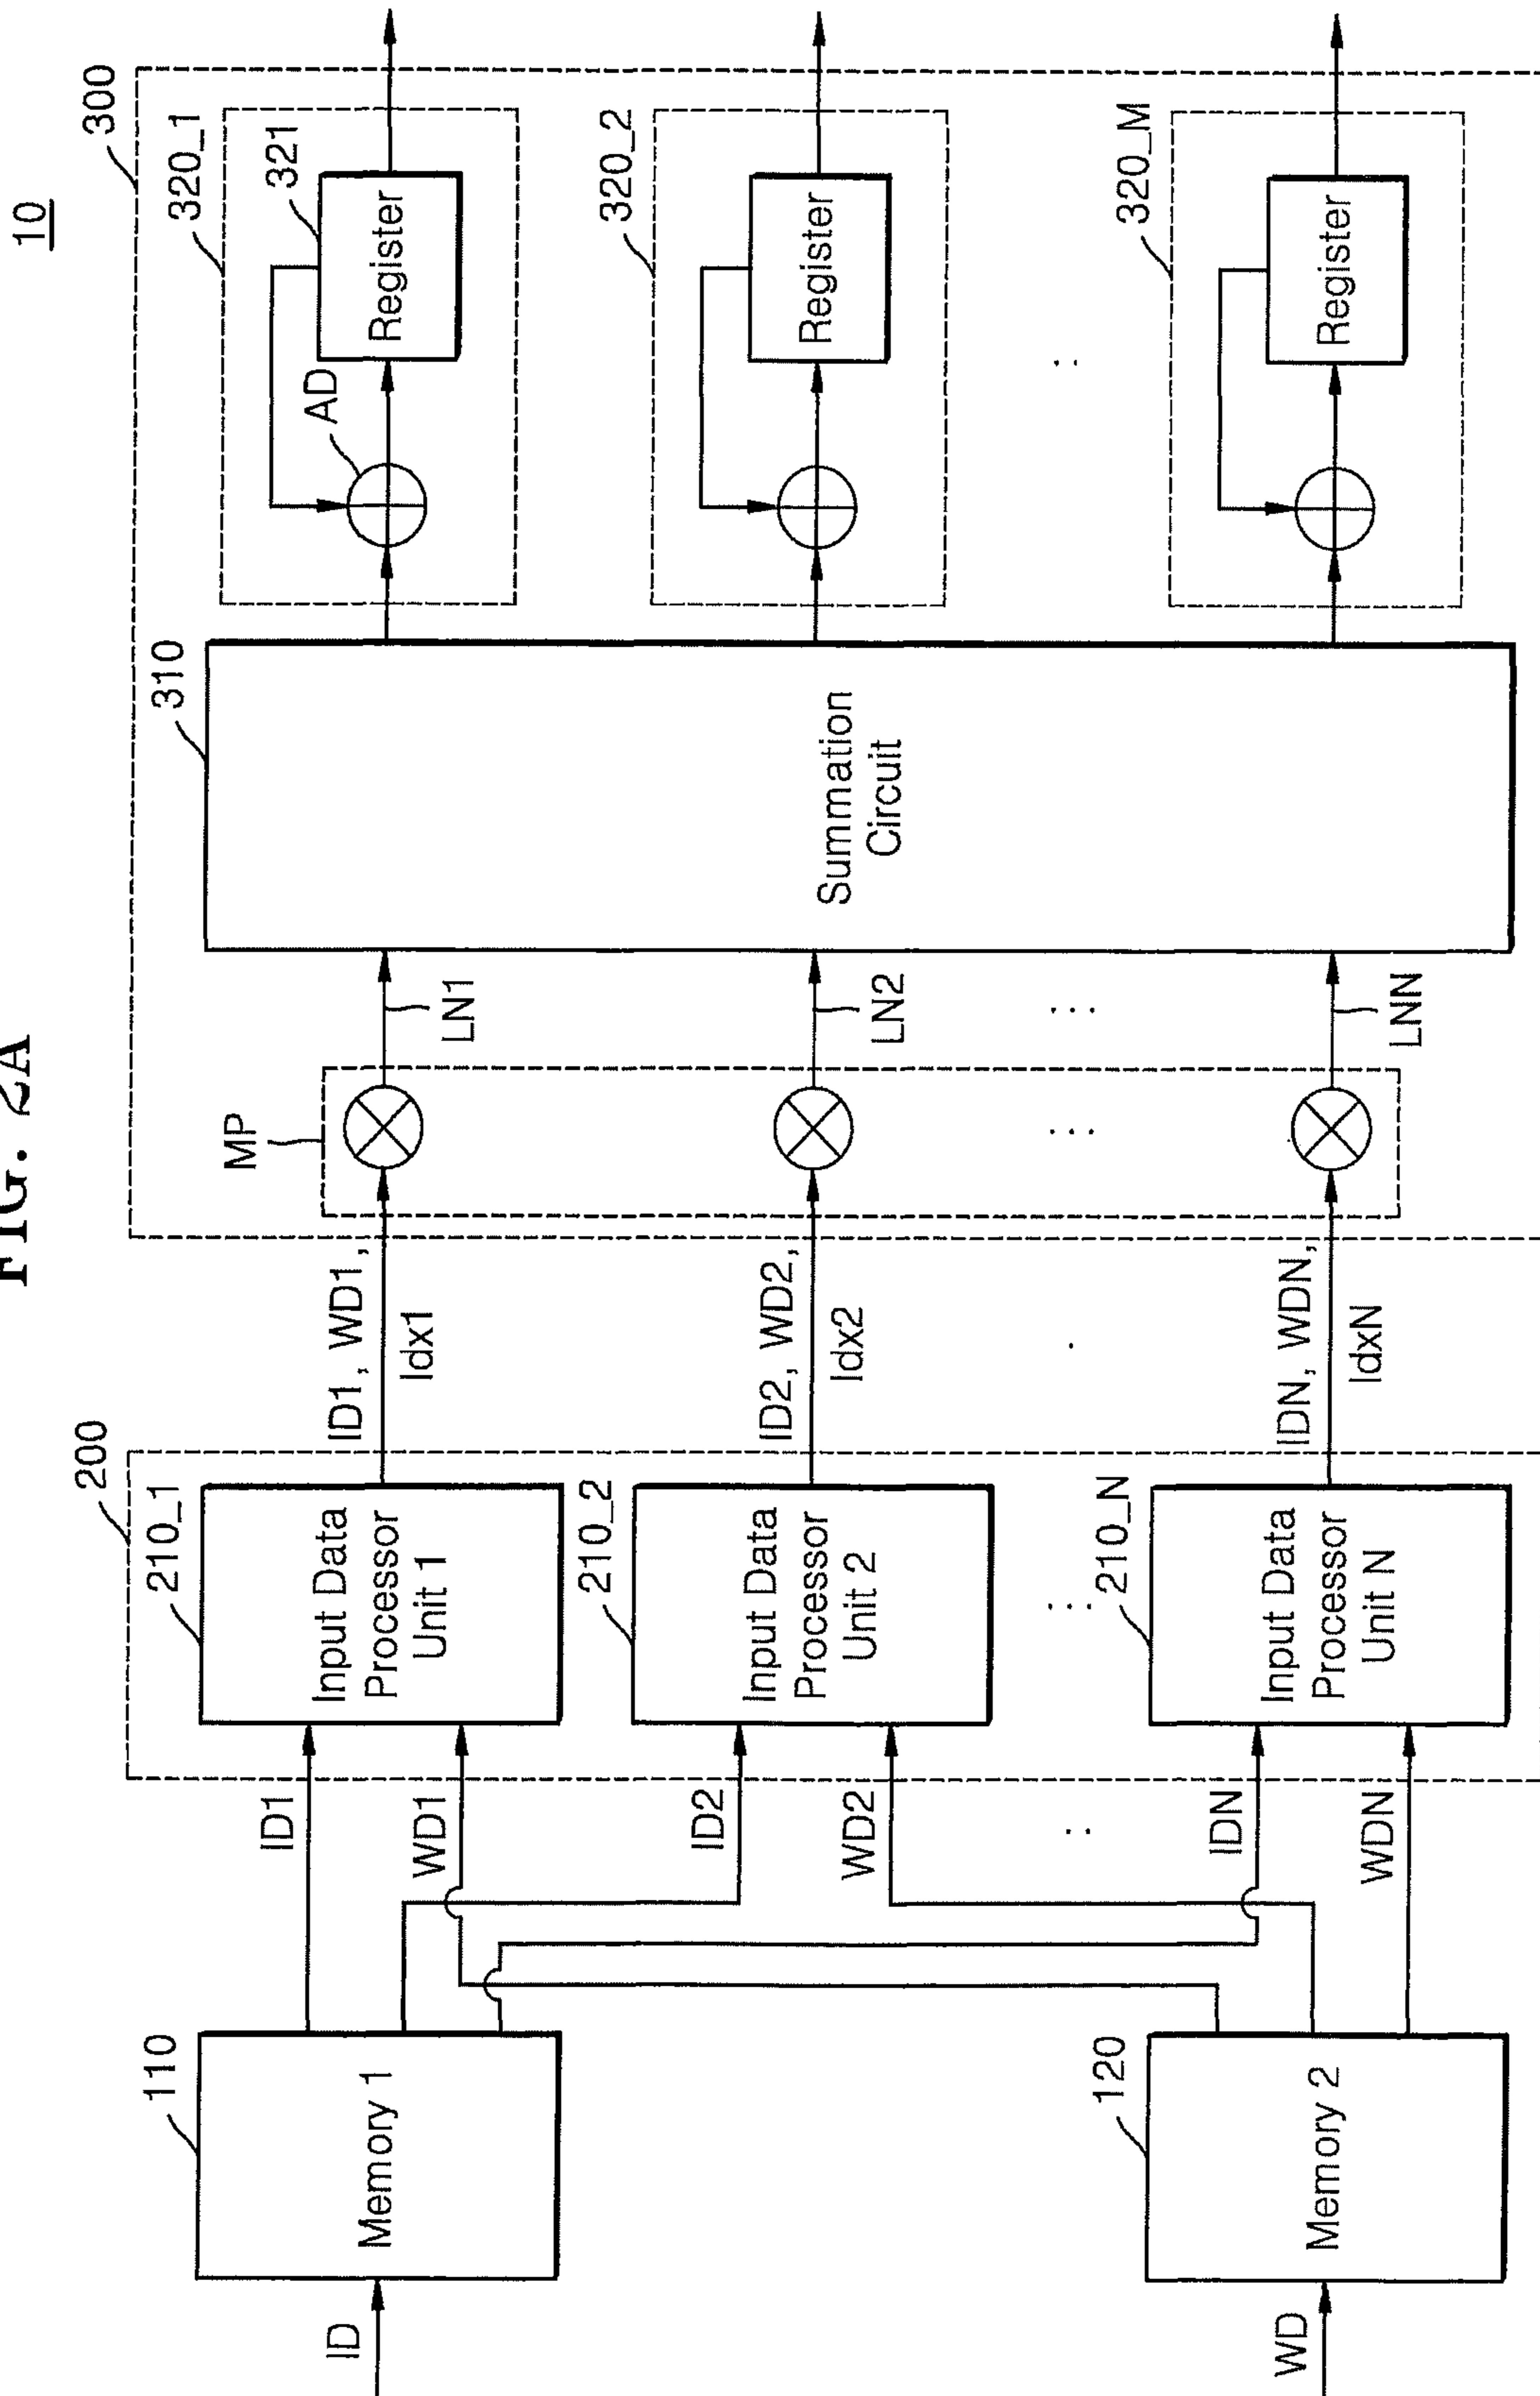 FIG. 2A
10
300
320_1
321
AD
Register
320_2
Register
320_M
Register
310
Summation
Circuit
LN1
LN2
LNN
MP
ID1, WD1,
Idx1
ID2, WD2,
Idx2
IDN, WDN,
IdxN
200
210_1
Input Data
Processor
Unit 1
210_2
Input Data
Processor
Unit 2
210_N
Input Data
Processor
Unit N
ID1
WD1
ID2
WD2
IDN
WDN
110
Memory 1
120
Memory 2
ID
WD